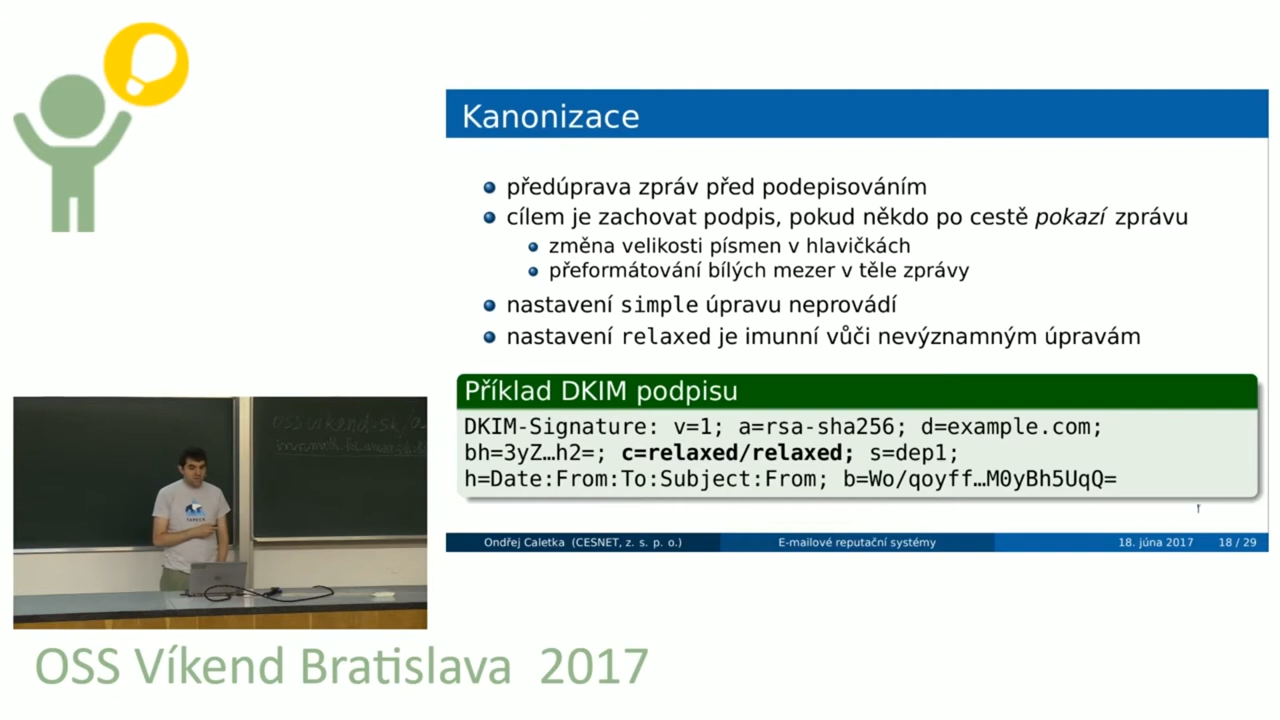 Kanonizace
předúprava zpráv před podepisováním
cílem je zachovat podpis, pokud někdo po cestě pokazí zprávu
změna velikosti písmen v hlavičkách
přeformátování bílých mezer v těle zprávy
nastavení simple úpravu neprovádí
nastavení relaxed je imunní vůči nevýznamným úpravám
Příklad DKIM podpisu
DKIM-Signature: v=1; a=rsa-sha256; d=example.com;
bh=3yZ…h2=; c=relaxed/relaxed; s=dep1;
h=Date:From:To:Subject:From; b=Wo/qoyff…M0yBh5UqQ=
Ondřej Caletka (CESNET, z. s. p. o.) E-mailové reputační systémy 18. júna 2017 18 / 29
OSS víkend.sk
OSS Víkend Bratislava 2017